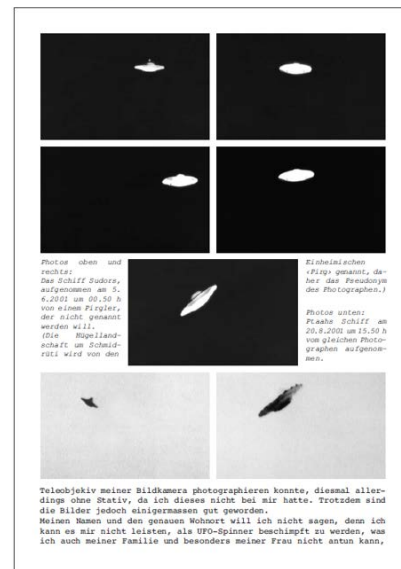 Photos oben und
rechts:
Das Schiff Sudors,
aufgenommen am 5.
6.2001 um 00.50 h
von einem Pirgler,
der nicht genannt
werden will.
(Die Hügelland-
schaft um Schmid-
rüti wird von den
Einheimischen
‹Pirg› genannt, da-
her das Pseudonym
des Photographen.)
Photos unten:
Ptaahs Schiff am
20.8.2001 um 15.50 h
vom gleichen Photo-
graphen aufgenom-
men.
Teleobjekiv meiner Bildkamera photographieren konnte, diesmal aller-
dings ohne Stativ, da ich dieses nicht bei mir hatte. Trotzdem sind
die Bilder jedoch einigermassen gut geworden.
Meinen Namen und den genauen Wohnort will ich nicht sagen, denn ich
kann es mir nicht leisten, als UFO-Spinner beschimpft zu werden, was
ich auch meiner Familie und besonders meiner Frau nicht antun kann,